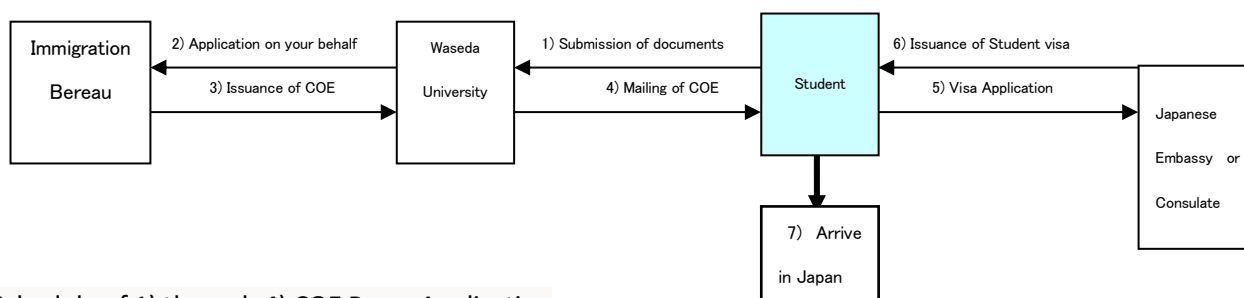 Immigration
Bereau
2) Application on your behalf
3) Issuance of COE
Waseda
University
1) Submission of documents
4) Mailing of COE
Student
6) Issuance of Student visa
5) Visa Application
Japanese
Embassy or
Consulate
7) Arrive
in Japan